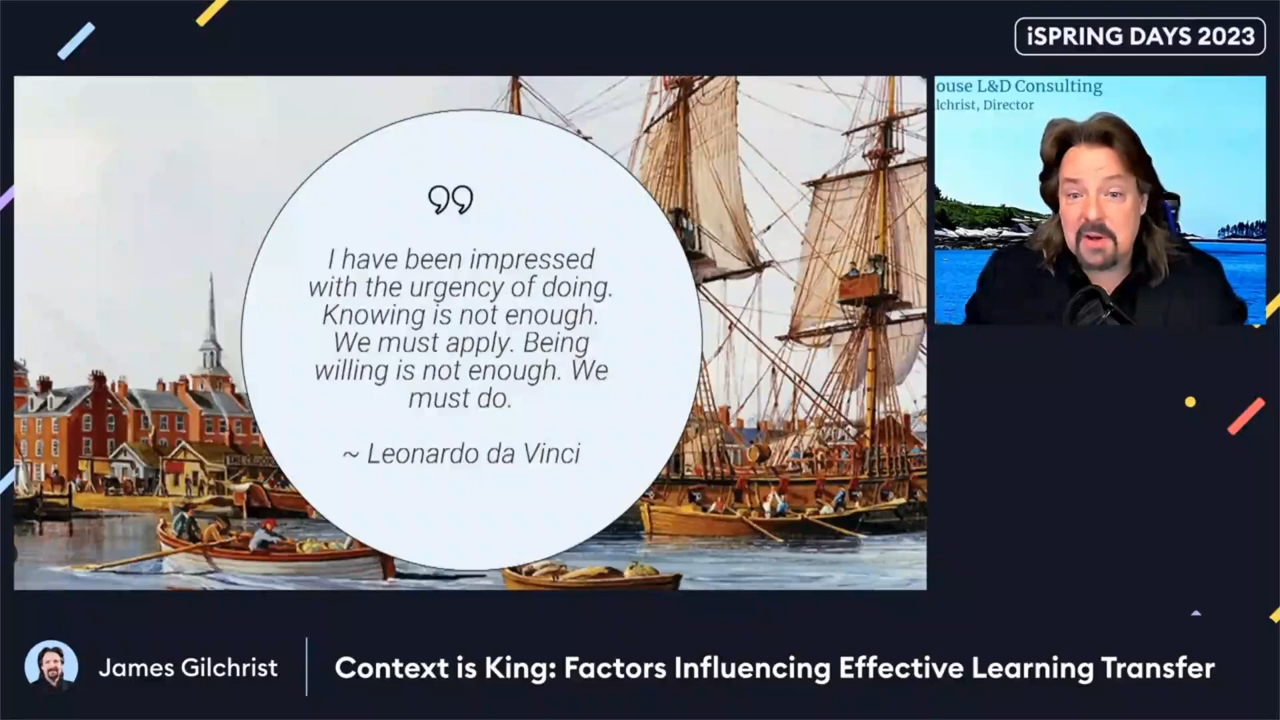 iSPRING DAYS 2023
ouse L&D Consulting
lchrist, Director
I have been impressed
with the urgency of doing.
Knowing is not enough.
We must apply. Being
willing is not enough. We
must do.
~ Leonardo da Vinci
James Gilchrist
Context is King: Factors Influencing Effective Learning Transfer